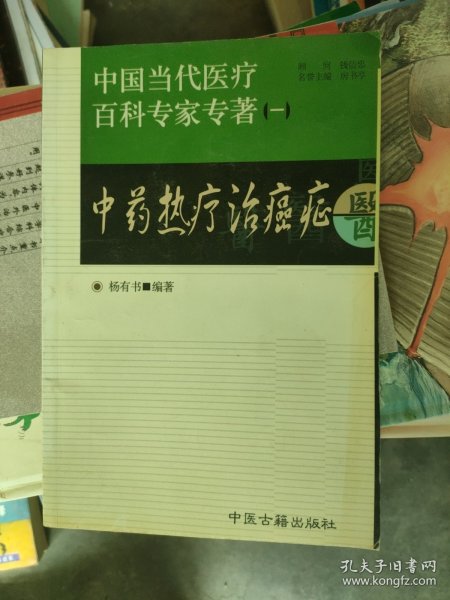 中国当代医疗
百科专家专著(一)
顾问 钱信忠
名誉主编 房书亭
中药热疗治癌症
醫
杨有书■编著
中医古籍出版社
孔夫子旧书网
www.kongfz.com